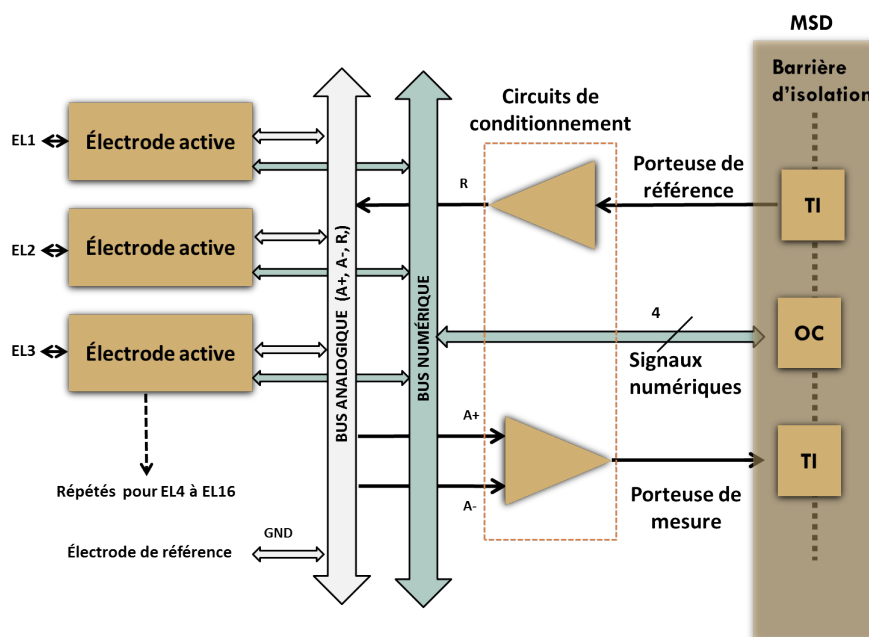 MSD
Barrière
d'isolation
Circuits de
conditionnement
EL1
Électrode active
R
Porteuse de
référence
TI
EL2
Électrode active
BUS ANALOGIQUE (A+, A-, R,)
BUS NUMÉRIQUE
4
OC
Signaux
numériques
EL3
Électrode active
A+
TI
A-
Porteuse de
mesure
Répétés pour EL4 à EL16
GND
Électrode de référence